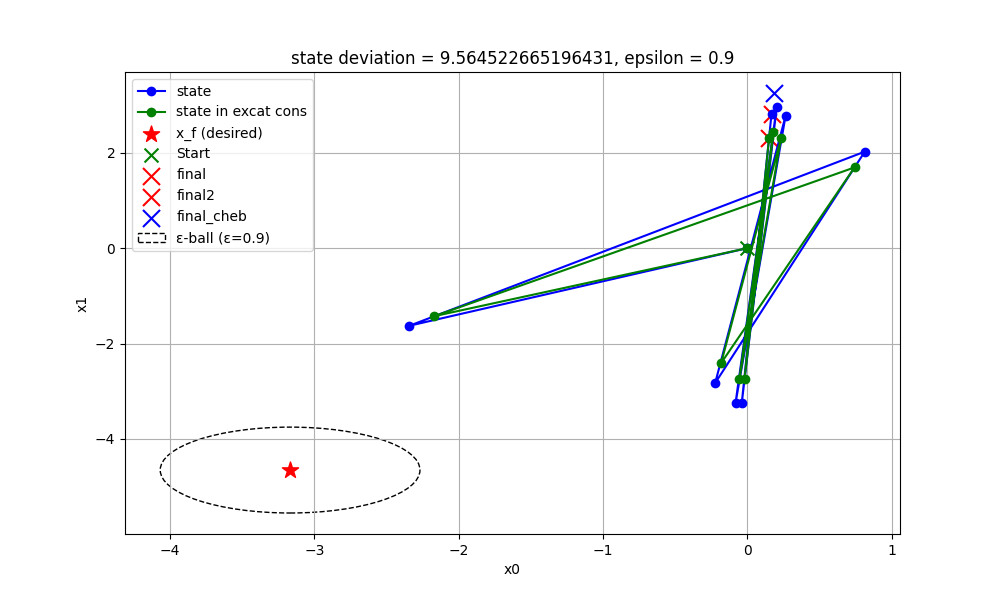 state deviation = 9.564522665196431, epsilon = 0.9
state
state in excat cons
x_f (desired)
Start
final
final2
final_cheb
ε-ball (ε=0.9)
2
0
−2
−4
x1
−4
−3
−2
−1
0
1
x0